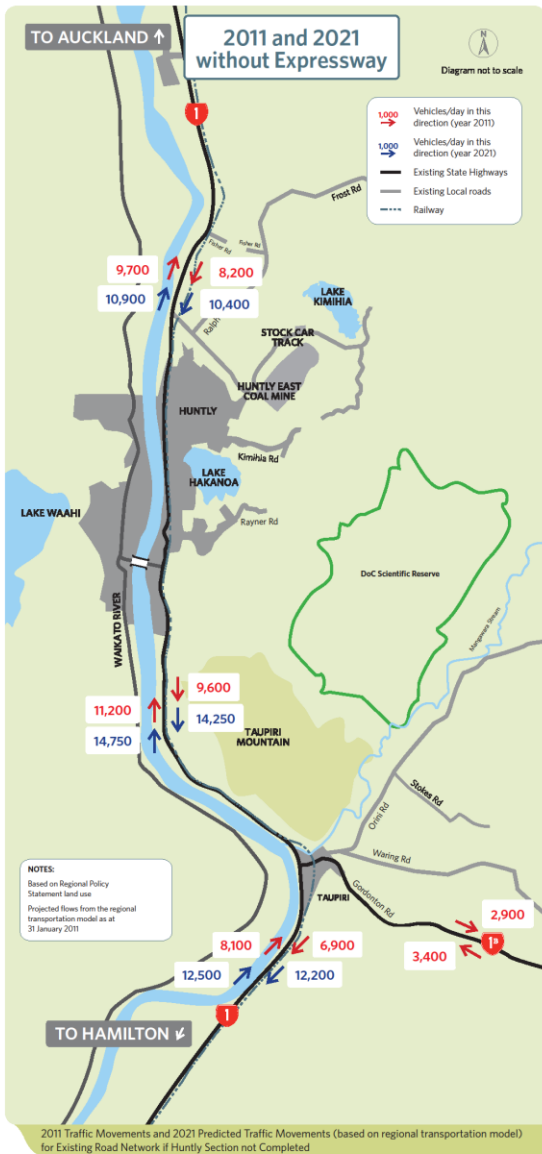 TO AUCKLAND ↑
2011 and 2021
without Expressway
N
Diagram not to scale
1
1,000
Vehicles/day in this
direction (year 2011)
1,000
Vehicles/day in this
direction (year 2021)
Existing State Highways
Existing Local roads
Railway
Frost Rd
Fisher Rd
Fisher Rd
9,700
8,200
10,900
10,400
LAKE
KIMIHIA
Ralph
STOCK CAR
TRACK
HUNTLY EAST
COAL MINE
HUNTLY
Kimihia Rd
LAKE
HAKANOA
LAKE WAAHI
Rayner Rd
DoC Scientific Reserve
Mangawara Stream
WAIKATO RIVER
9,600
11,200
14,250
14,750
TAUPIRI
MOUNTAIN
Stokes Rd
Orini Rd
Waring Rd
NOTES:
Based on Regional Policy
Statement land use
Projected flows from the regional
transportation model as at
31 January 2011
TAUPIRI
Gordonton Rd
2,900
1B
3,400
8,100
6,900
12,500
12,200
1
TO HAMILTON ↙
2011 Traffic Movements and 2021 Predicted Traffic Movements (based on regional transportation model)
for Existing Road Network if Huntly Section not Completed